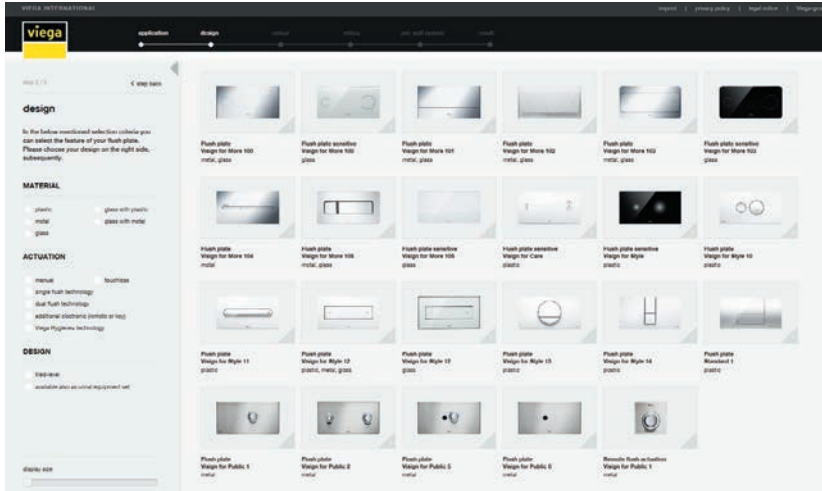 VIEGA INTERNATIONAL
imprint | privacy policy | legal notice |
viega
application design
step back
design
In the below mentioned selection criteria you
can select the feature of your flush plate.
Please choose your design on the right side,
subsequently.
MATERIAL
plastic glass with plastic
metal glass with metal
glass
ACTUATION
manual touchless
single flush technology
dual flush technology
additional electronic (remote or key)
Viega Hygiene+ technology
DESIGN
tiled-level
available also as urinal equipment set
display size
Flush plate
Visign for More 100
metal, glass
Flush plate sensitive
Visign for More 100
glass
Flush plate
Visign for More 101
metal, glass
Flush plate
Visign for More 102
metal, glass
Flush plate
Visign for More 103
metal, glass
Flush plate sensitive
Visign for More 103
glass
Flush plate
Visign for More 104
metal
Flush plate
Visign for More 105
metal, glass
Flush plate sensitive
Visign for More 105
glass
Flush plate sensitive
Visign for Care
plastic
Flush plate sensitive
Visign for Style
plastic
Flush plate
Visign for Style 10
plastic
Flush plate
Visign for Style 11
plastic
Flush plate
Visign for Style 12
plastic, metal, glass
Flush plate
Visign for Style 12
glass
Flush plate
Visign for Style 13
plastic
Flush plate
Visign for Style 14
plastic
Flush plate
Standard 1
plastic
Flush plate
Visign for Public 1
metal
Flush plate
Visign for Public 2
metal
Flush plate
Visign for Public 5
metal
Flush plate
Visign for Public 6
metal
Remote flush actuation
Visign for Public 1
metal